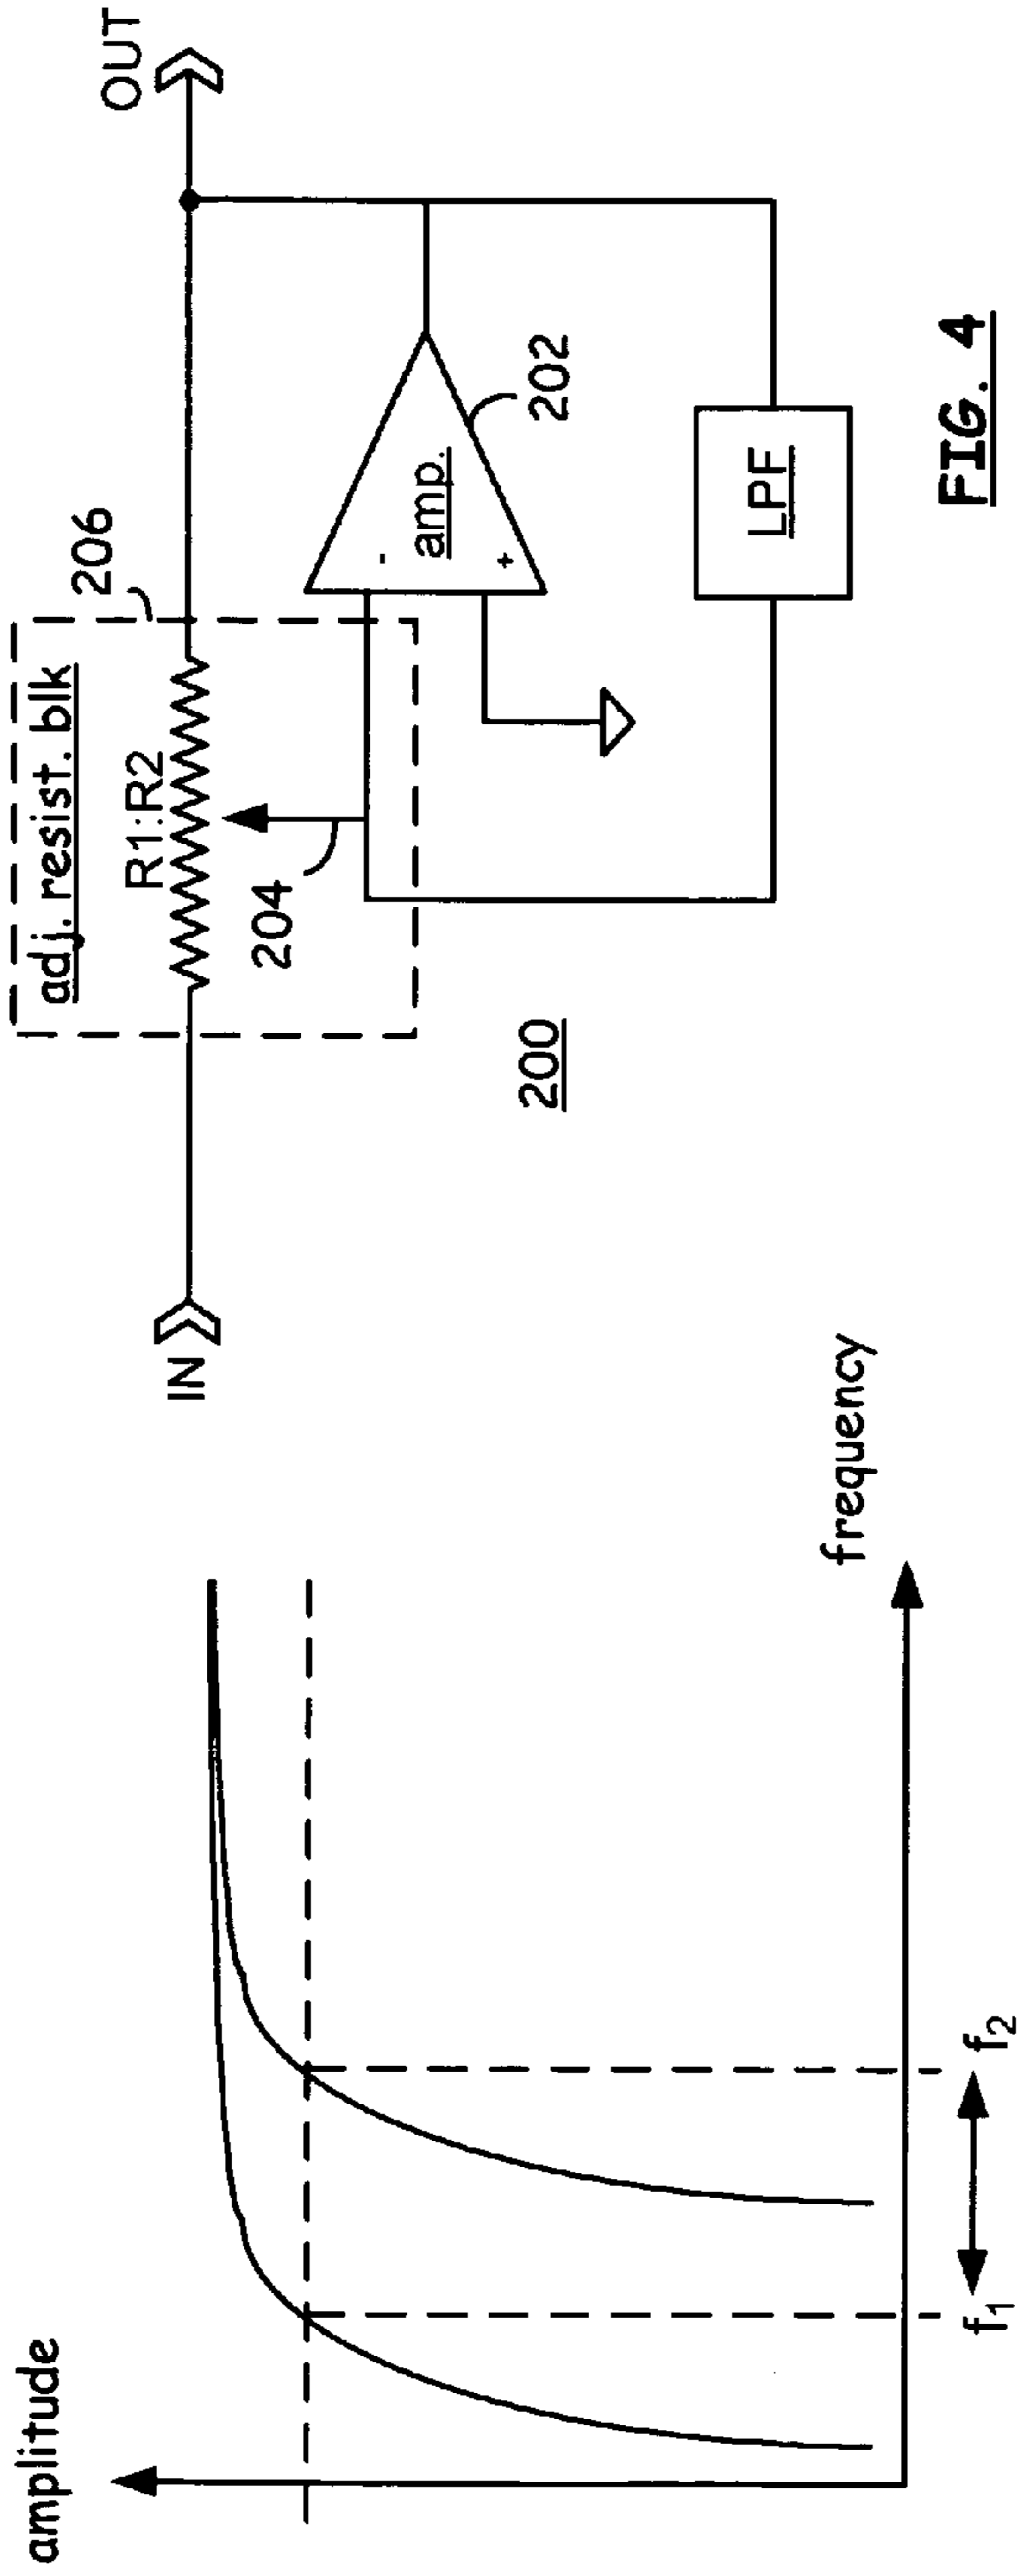 amplitude
frequency
f1
f2
IN
OUT
adj. resist. blk
206
R1:R2
204
-
amp.
+
202
LPF
200
FIG. 4